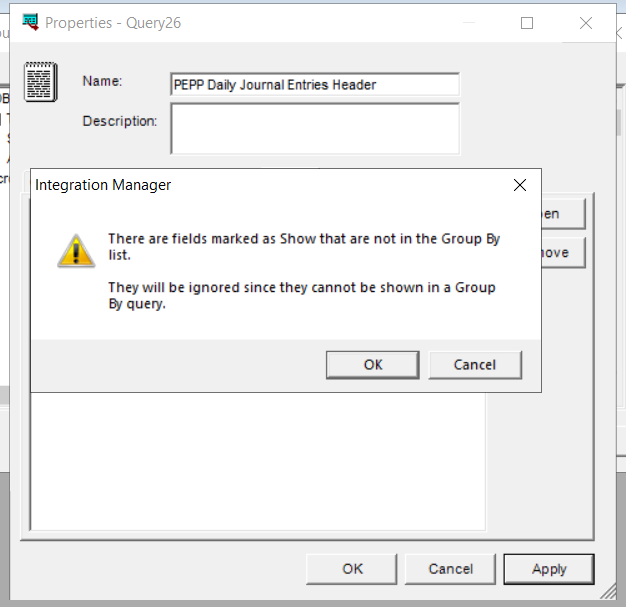 Properties - Query26
Name:
PEPP Daily Journal Entries Header
Description:
Integration Manager
There are fields marked as Show that are not in the Group By
list.
They will be ignored since they cannot be shown in a Group
By query.
OK
Cancel
OK
Cancel
Apply